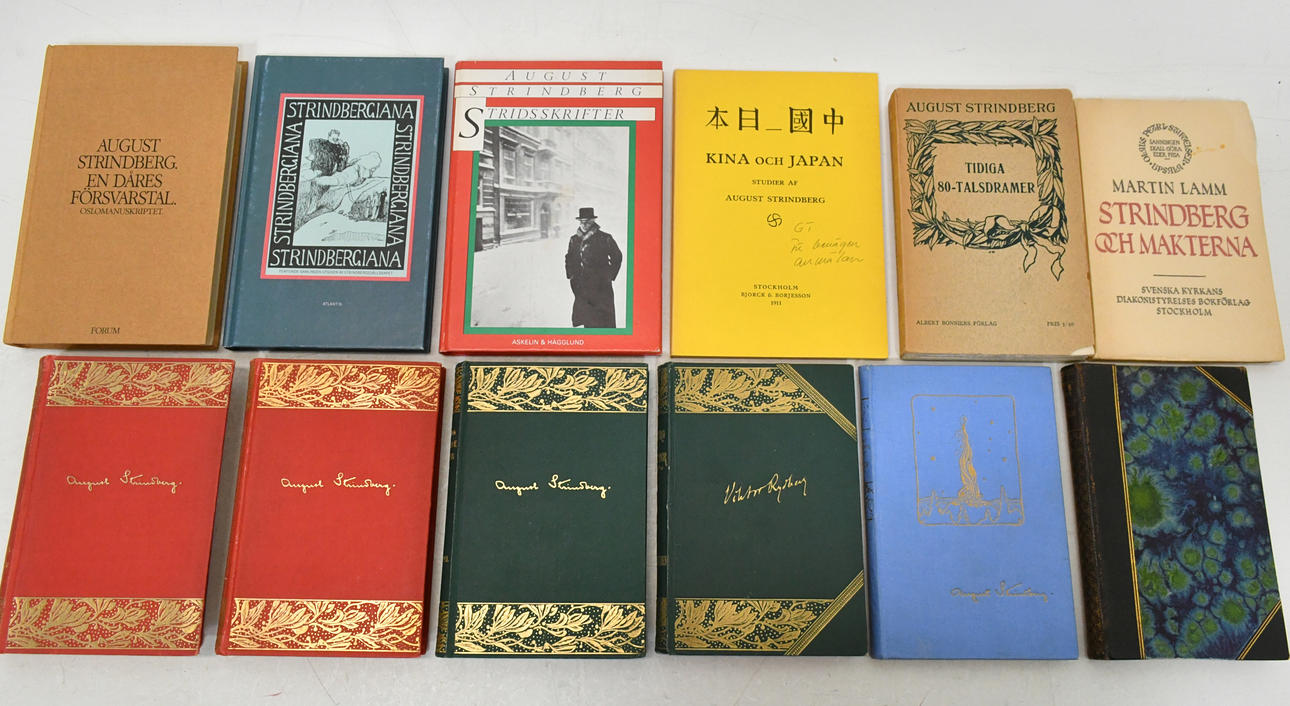 AUGUST
STRINDBERG.
EN DÅRES
FÖRSVARSTAL.
OSLOMANUSKRIPTET.
FORUM
STRINDBERGIANA
STRINDBERGIANA
STRINDBERGIANA
STRINDBERGIANA
ATLANTIS
AUGUST
STRINDBERG
STRIDSSKRIFTER
ASKELIN & HÄGGLUND
本日_國中
KINA OCH JAPAN
STUDIER AF
AUGUST STRINDBERG
GT
STOCKHOLM
BJÖRCK & BÖRJESSON
1911
AUGUST STRINDBERG
TIDIGA
80-TALSDRAMER
ALBERT BONNIERS FÖRLAG
MARTIN LAMM
STRINDBERG
OCH MAKTERNA
SVENSKA KYRKANS
DIAKONISTYRELSES BOKFÖRLAG
STOCKHOLM
August Strindberg.
August Strindberg.
August Strindberg.
Viktor Rydberg
August Strindberg.